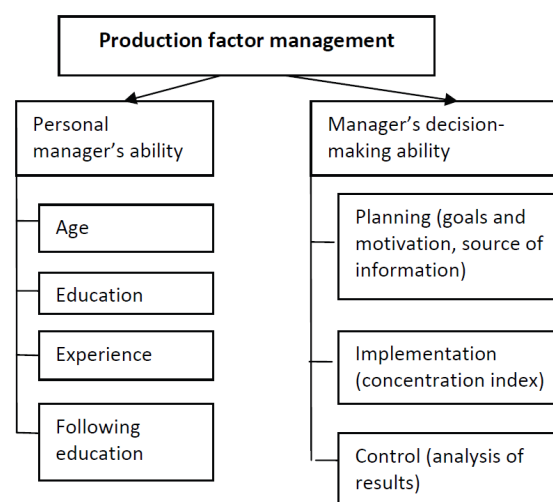 Production factor management
Personal
manager's ability
Age
Education
Experience
Following
education
Manager's decision-
making ability
Planning (goals and
motivation, source of
information)
Implementation
(concentration index)
Control (analysis of
results)